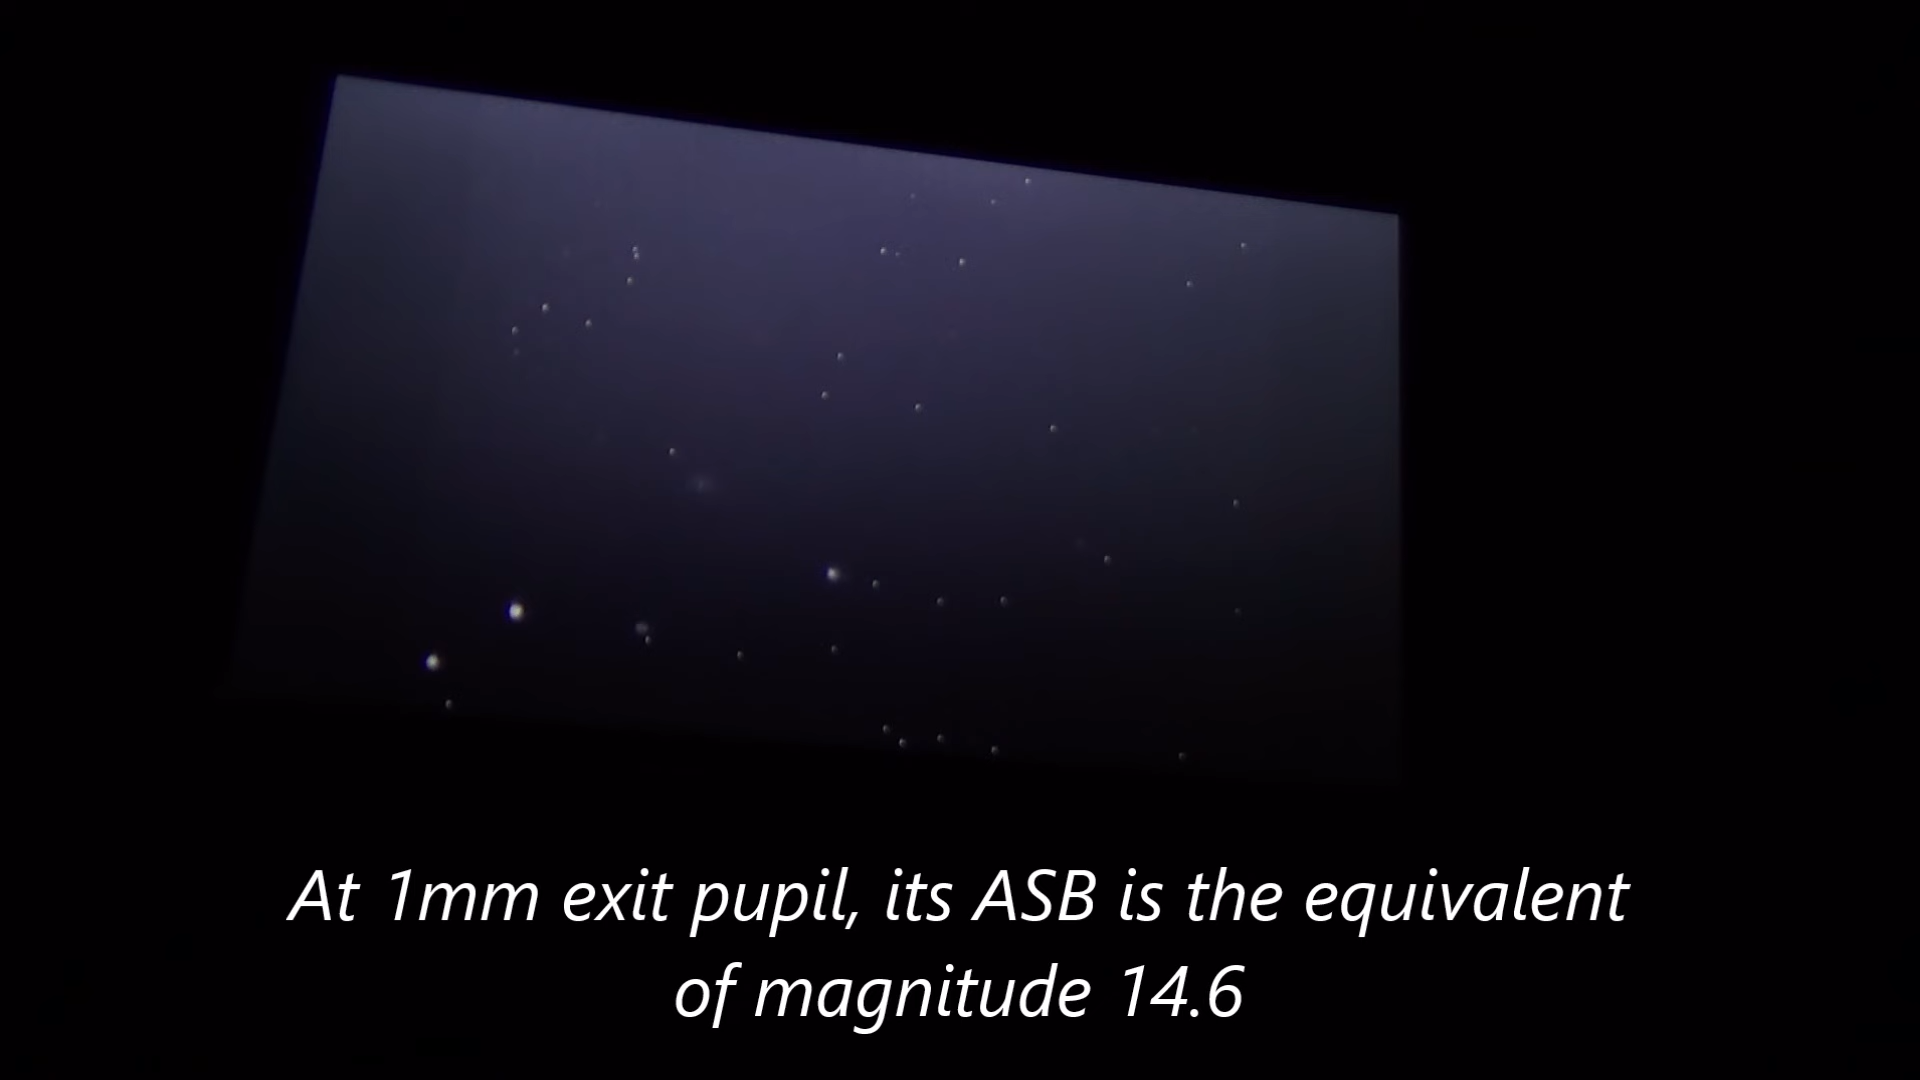 At 1mm exit pupil, its ASB is the equivalent
of magnitude 14.6